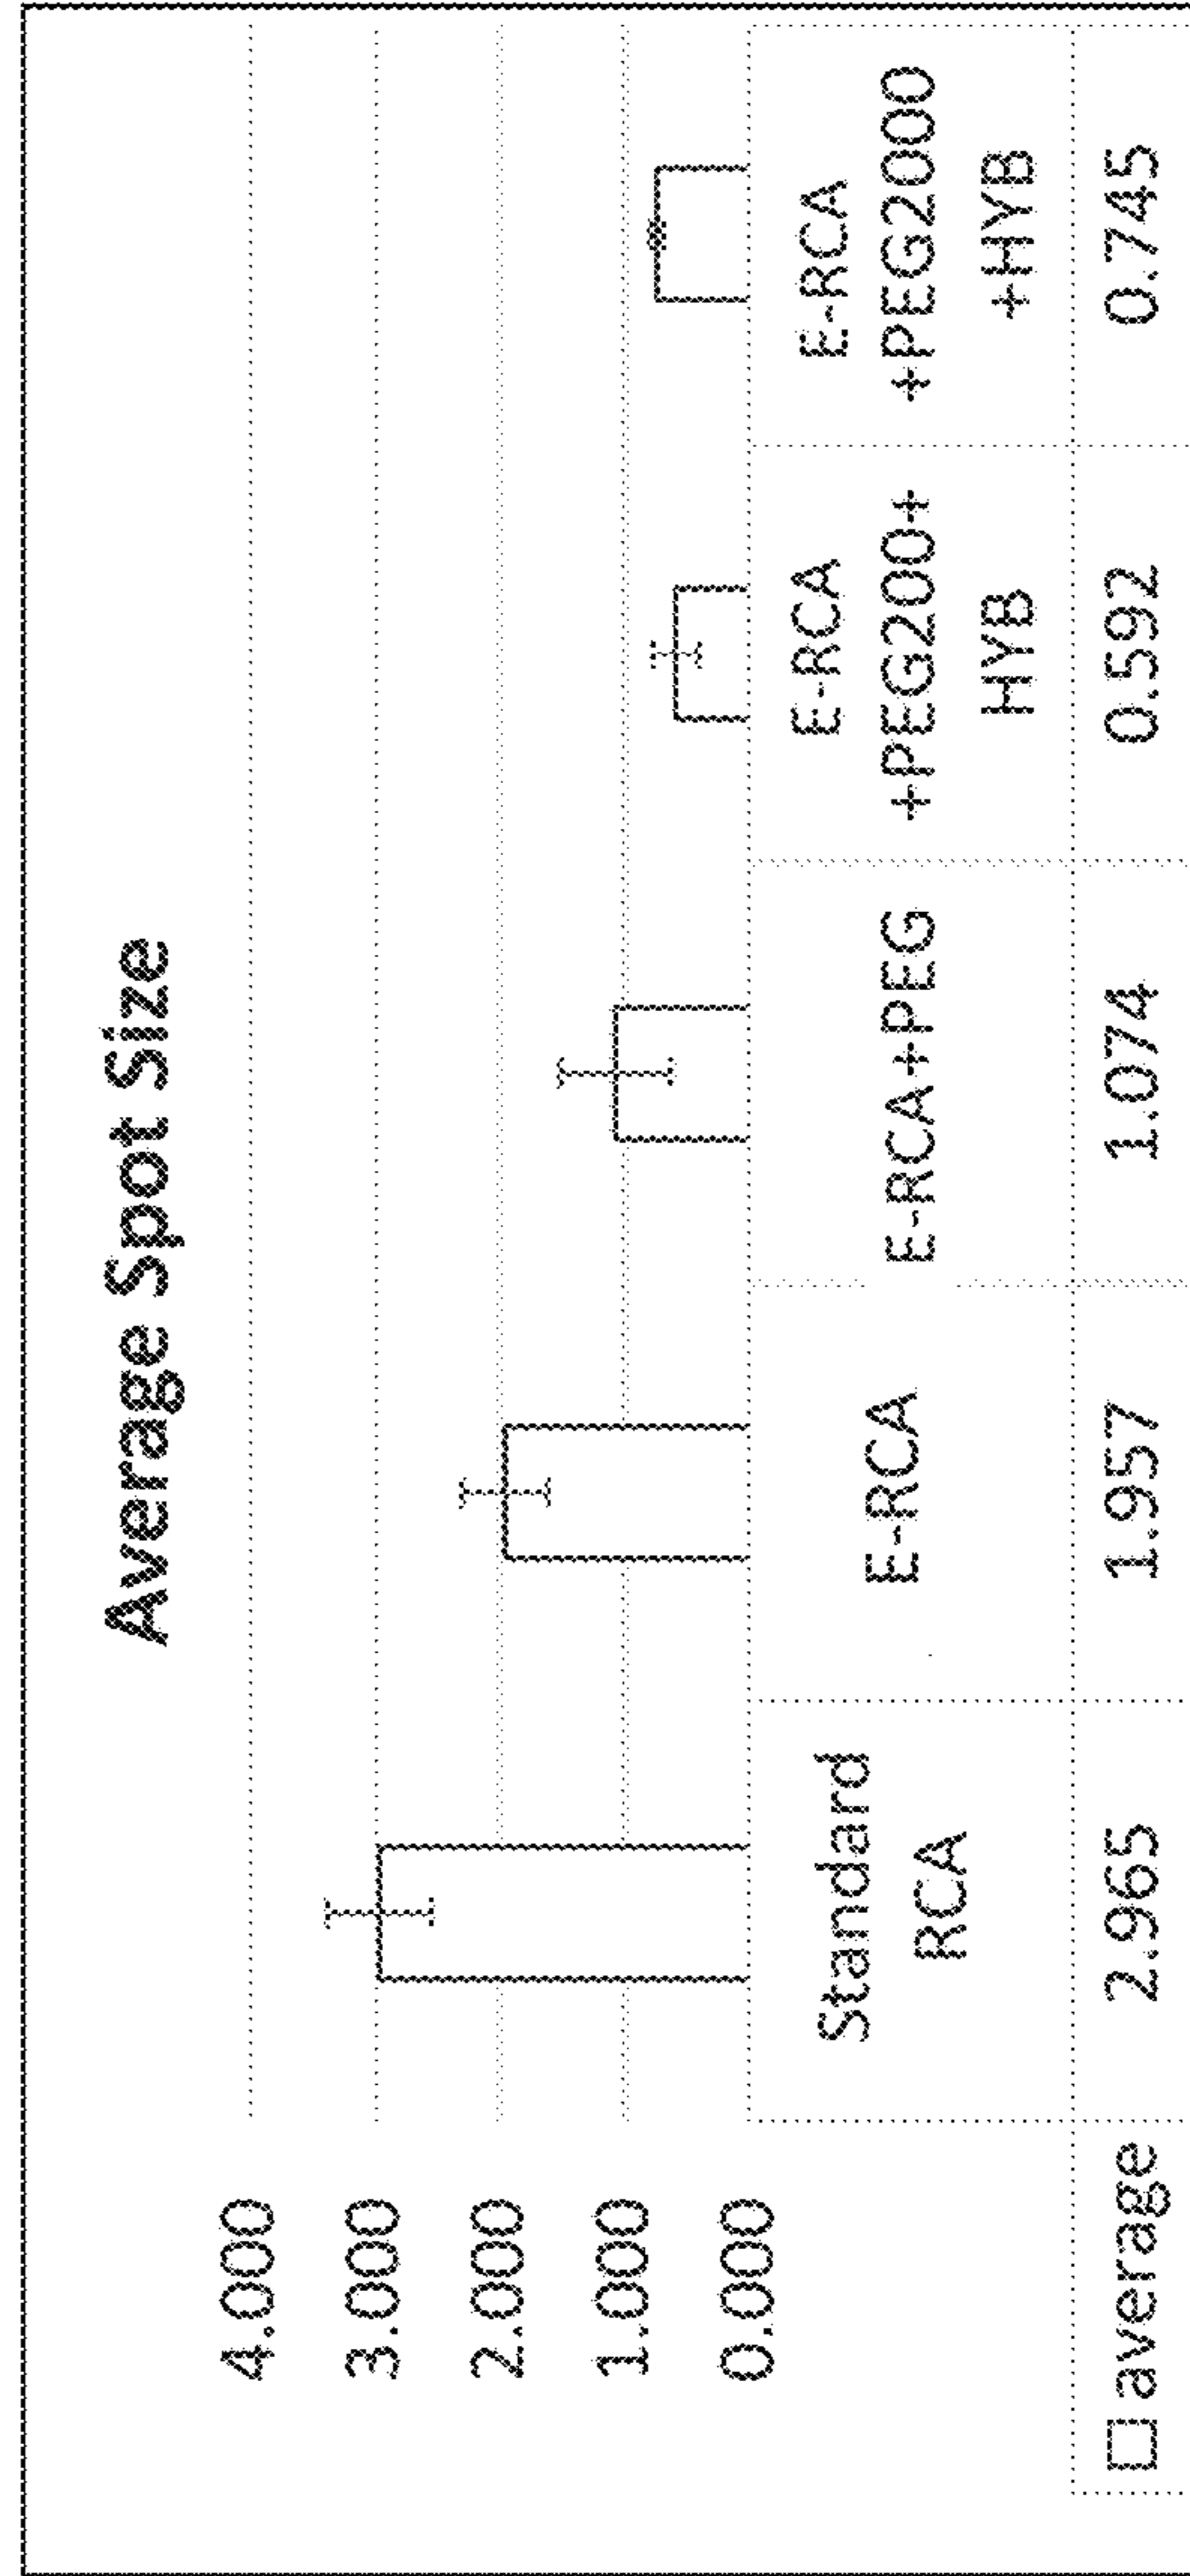 Average Spot Size
4.000
3.000
2.000
1.000
0.000
Standard
RCA
E-RCA
E-RCA+PEG
E-RCA
+PEG200+
HYB
E-RCA
+PEG2000
+HYB
average 2.965 1.957 1.074 0.592 0.745